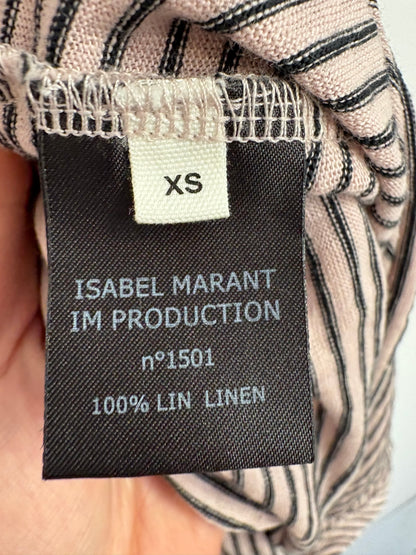 XS
ISABEL MARANT
IM PRODUCTION
n°1501
100% LIN LINEN